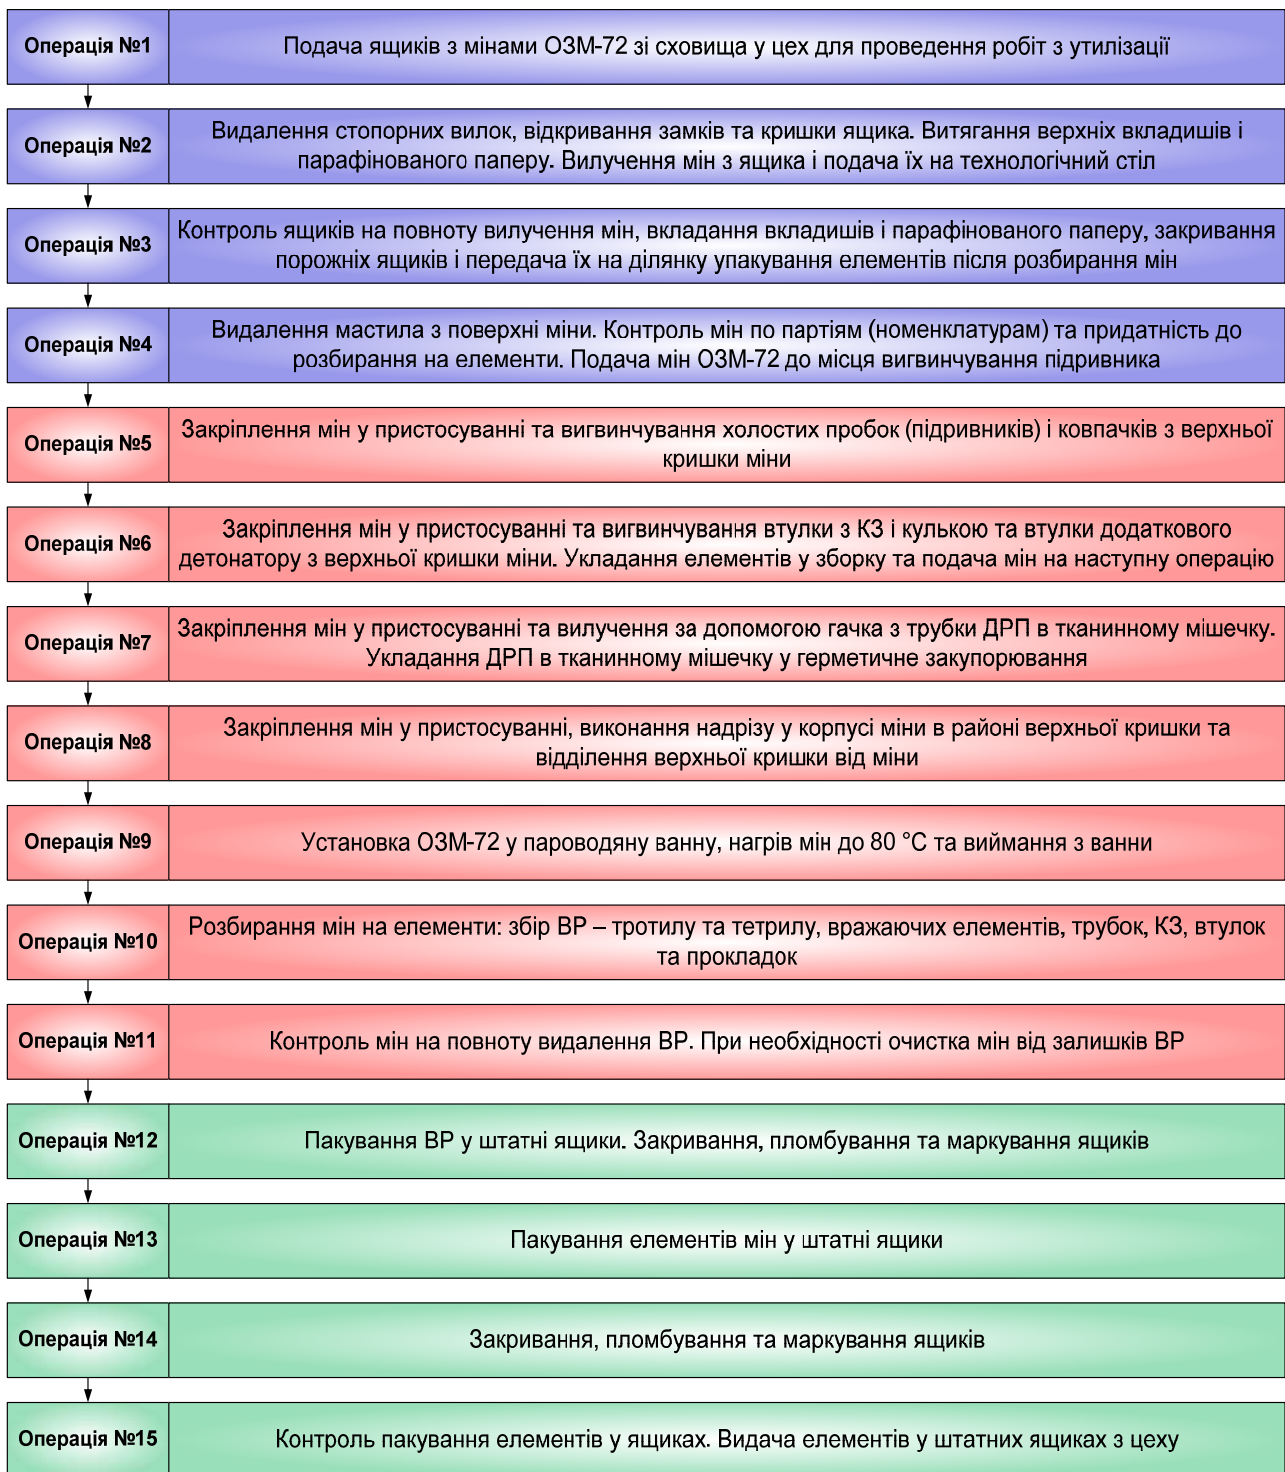 Операція №1
Подача ящиків з мінами ОЗМ-72 зі сховища у цех для проведення робіт з утилізації
Операція №2
Видалення стопорних вилок, відкривання замків та кришки ящика. Витягання верхніх вкладишів і
парафінованого паперу. Вилучення мін з ящика і подача їх на технологічний стіл
Операція №3
Контроль ящиків на повноту вилучення мін, вкладання вкладишів і парафінованого паперу, закривання
порожніх ящиків і передача їх на ділянку упакування елементів після розбирання мін
Операція №4
Видалення мастила з поверхні міни. Контроль мін по партіям (номенклатурам) та придатність до
розбирання на елементи. Подача мін ОЗМ-72 до місця вигвинчування підривника
Операція №5
Закріплення мін у пристосуванні та вигвинчування холостих пробок (підривників) і ковпачків з верхньої
кришки міни
Операція №6
Закріплення мін у пристосуванні та вигвинчування втулки з КЗ і кулькою та втулки додаткового
детонатору з верхньої кришки міни. Укладання елементів у зборку та подача мін на наступну операцію
Операція №7
Закріплення мін у пристосуванні та вилучення за допомогою гачка з трубки ДРП в тканинному мішечку.
Укладання ДРП в тканинному мішечку у герметичне закупорювання
Операція №8
Закріплення мін у пристосуванні, виконання надрізу у корпусі міни в районі верхньої кришки та
відділення верхньої кришки від міни
Операція №9
Установка ОЗМ-72 у пароводяну ванну, нагрів мін до 80 °С та виймання з ванни
Операція №10
Розбирання мін на елементи: збір ВР – тротилу та тетрилу, вражаючих елементів, трубок, КЗ, втулок
та прокладок
Операція №11
Контроль мін на повноту видалення ВР. При необхідності очистка мін від залишків ВР
Операція №12
Пакування ВР у штатні ящики. Закривання, пломбування та маркування ящиків
Операція №13
Пакування елементів мін у штатні ящики
Операція №14
Закривання, пломбування та маркування ящиків
Операція №15
Контроль пакування елементів у ящиках. Видача елементів у штатних ящиках з цеху